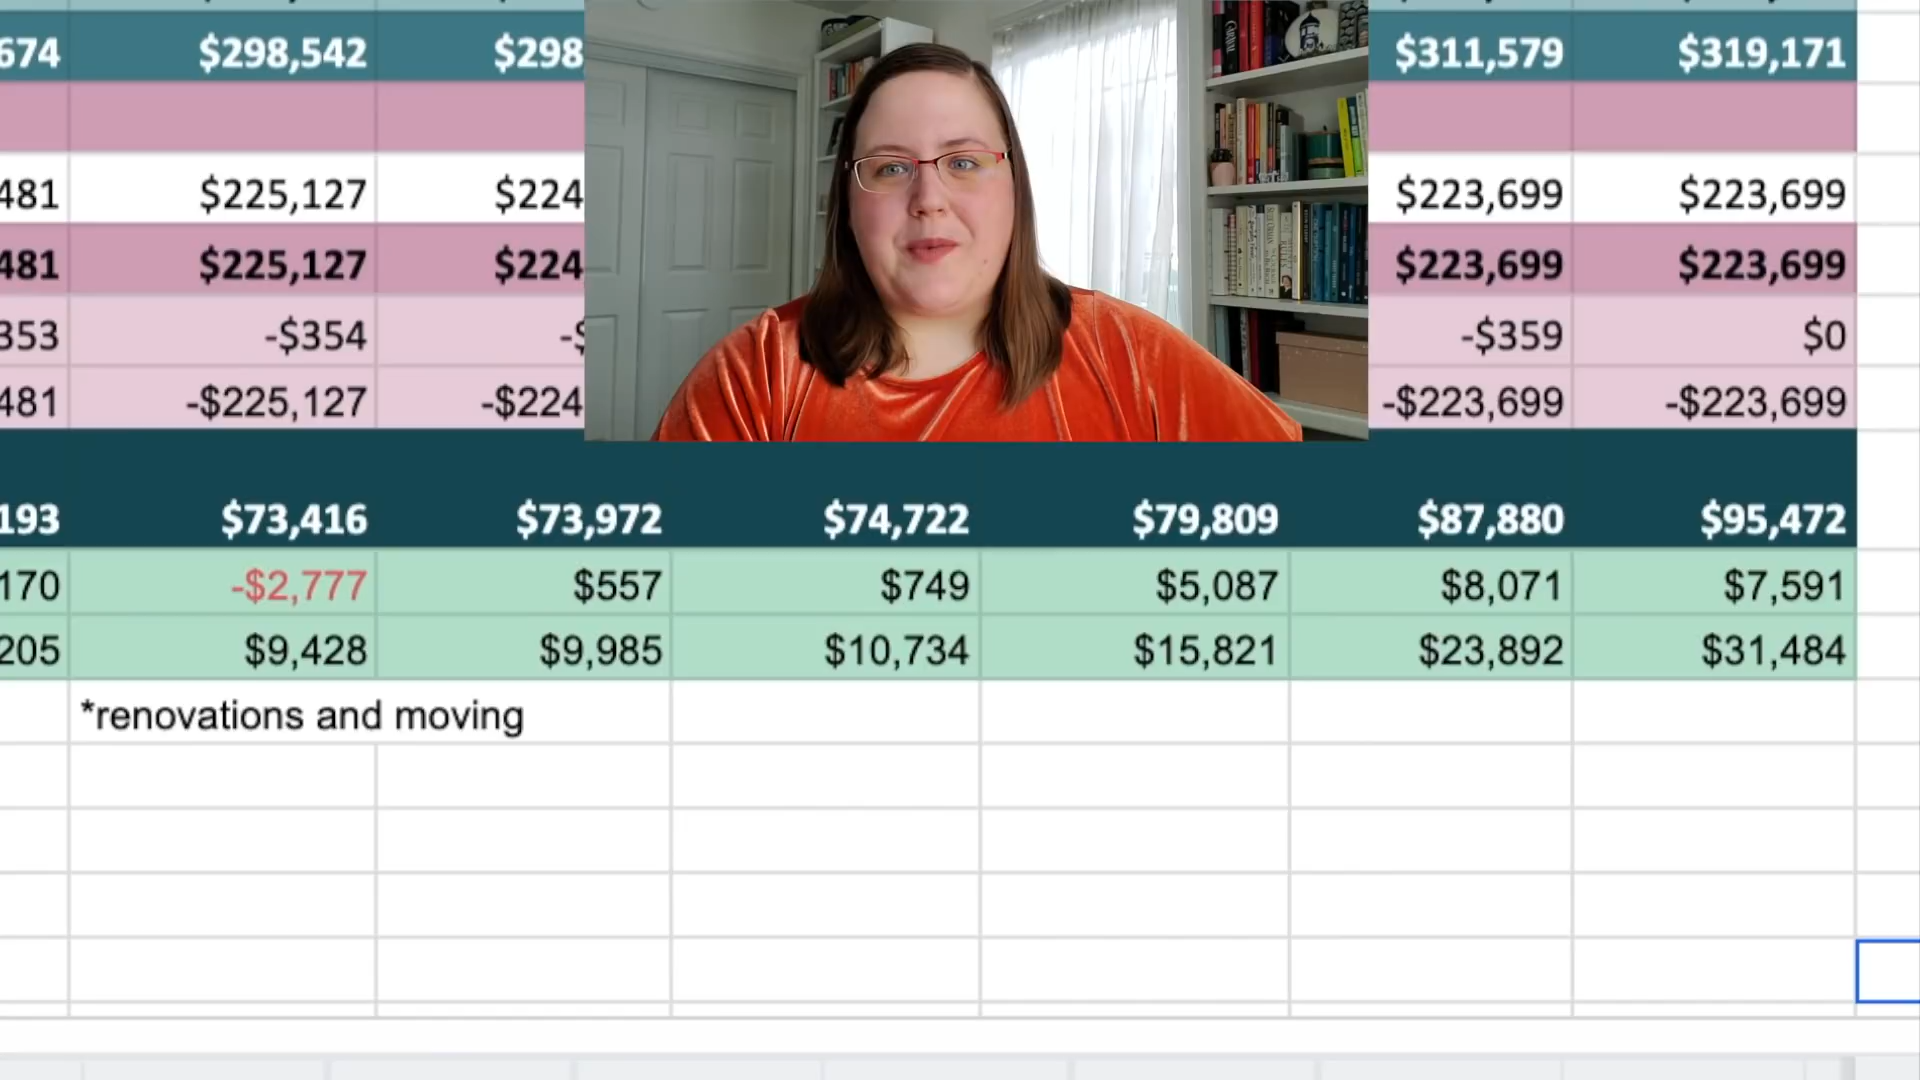 674 $298,542 $298 $311,579 $319,171
481 $225,127 $224 $223,699 $223,699
481 $225,127 $224 $223,699 $223,699
353 -$354 -$ -$359 $0
481 -$225,127 -$224 -$223,699 -$223,699
193 $73,416 $73,972 $74,722 $79,809 $87,880 $95,472
170 -$2,777 $557 $749 $5,087 $8,071 $7,591
205 $9,428 $9,985 $10,734 $15,821 $23,892 $31,484
*renovations and moving